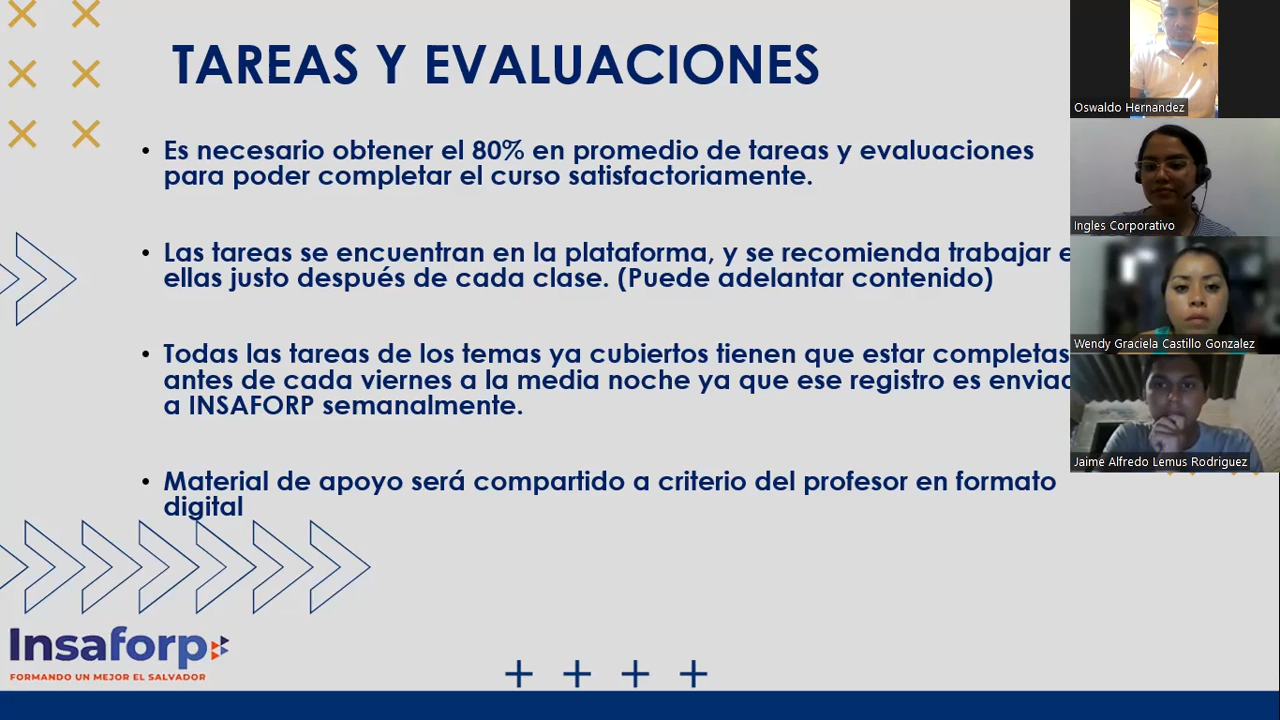 TAREAS Y EVALUACIONES
• Es necesario obtener el 80% en promedio de tareas y evaluaciones
para poder completar el curso satisfactoriamente.
• Las tareas se encuentran en la plataforma, y se recomienda trabajar e
ellas justo después de cada clase. (Puede adelantar contenido)
• Todas las tareas de los temas ya cubiertos tienen que estar completas
antes de cada viernes a la media noche ya que ese registro es enviad
a INSAFORP semanalmente.
• Material de apoyo será compartido a criterio del profesor en formato
digital
Insaforp
FORMANDO UN MEJOR EL SALVADOR
Oswaldo Hernandez
Ingles Corporativo
Wendy Graciela Castillo Gonzalez
Jaime Alfredo Lemus Rodriguez